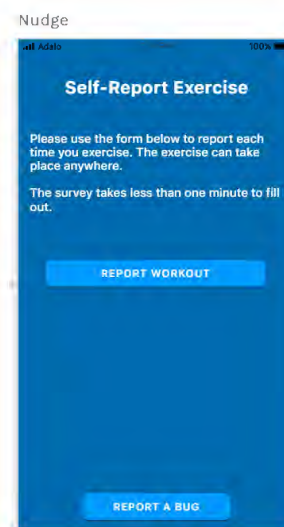 Nudge
Adalo
100%
Self-Report Exercise
Please use the form below to report each
time you exercise. The exercise can take
place anywhere.
The survey takes less than one minute to fill
out.
REPORT WORKOUT
REPORT A BUG